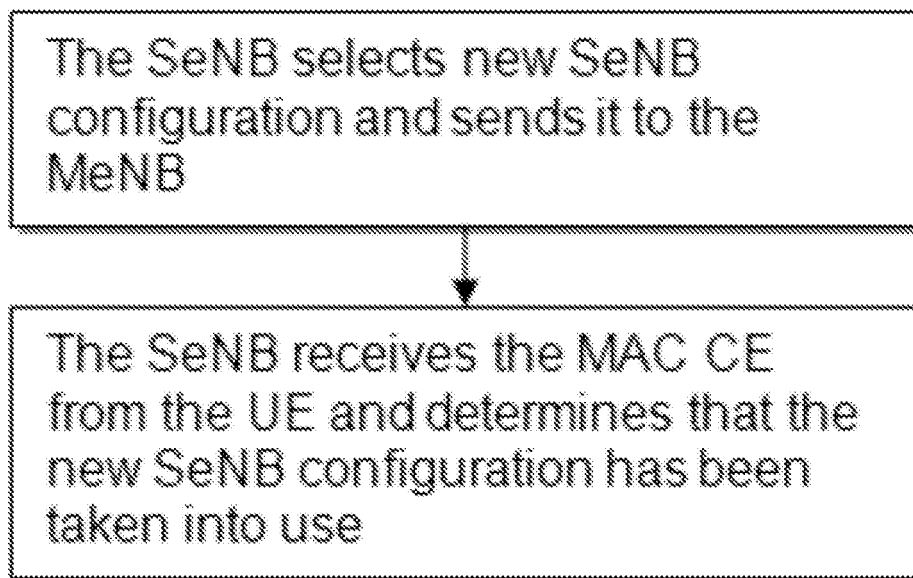 The SeNB selects new SeNB
configuration and sends it to the
MeNB
The SeNB receives the MAC CE
from the UE and determines that the
new SeNB configuration has been
taken into use